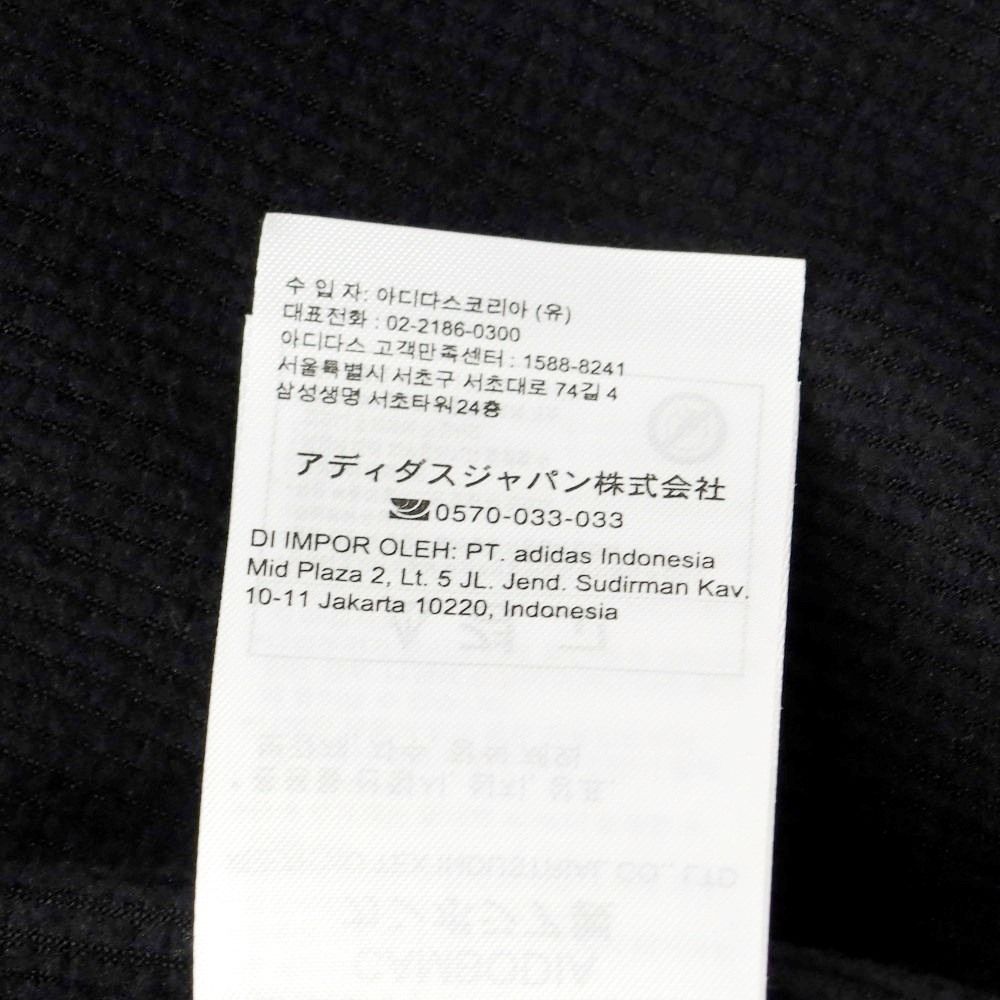 수 입 자: 아디다스코리아 (유)
대표전화 : 02-2186-0300
아디다스 고객만족센터 : 1588-8241
서울특별시 서초구 서초대로 74길 4
삼성생명 서초타워24층
アディダスジャパン株式会社
0570-033-033
DI IMPOR OLEH: PT. adidas Indonesia
Mid Plaza 2, Lt. 5 JL. Jend. Sudirman Kav.
10-11 Jakarta 10220, Indonesia
CAMBODIA